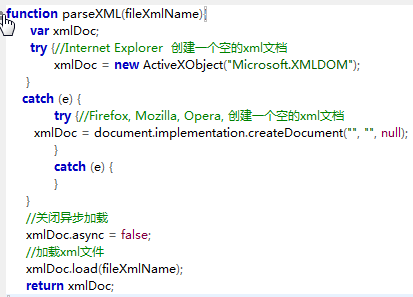 function parseXML(fileXmlName){
var xmlDoc;
try {//Internet Explorer 创建一个空的xml文档
xmlDoc = new ActiveXObject("Microsoft.XMLDOM");
}
catch (e) {
try {//Firefox, Mozilla, Opera, 创建一个空的xml文档
xmlDoc = document.implementation.createDocument("", "", null);
}
catch (e) {
}
}
//关闭异步加载
xmlDoc.async = false;
//加载xml文件
xmlDoc.load(fileXmlName);
return xmlDoc;